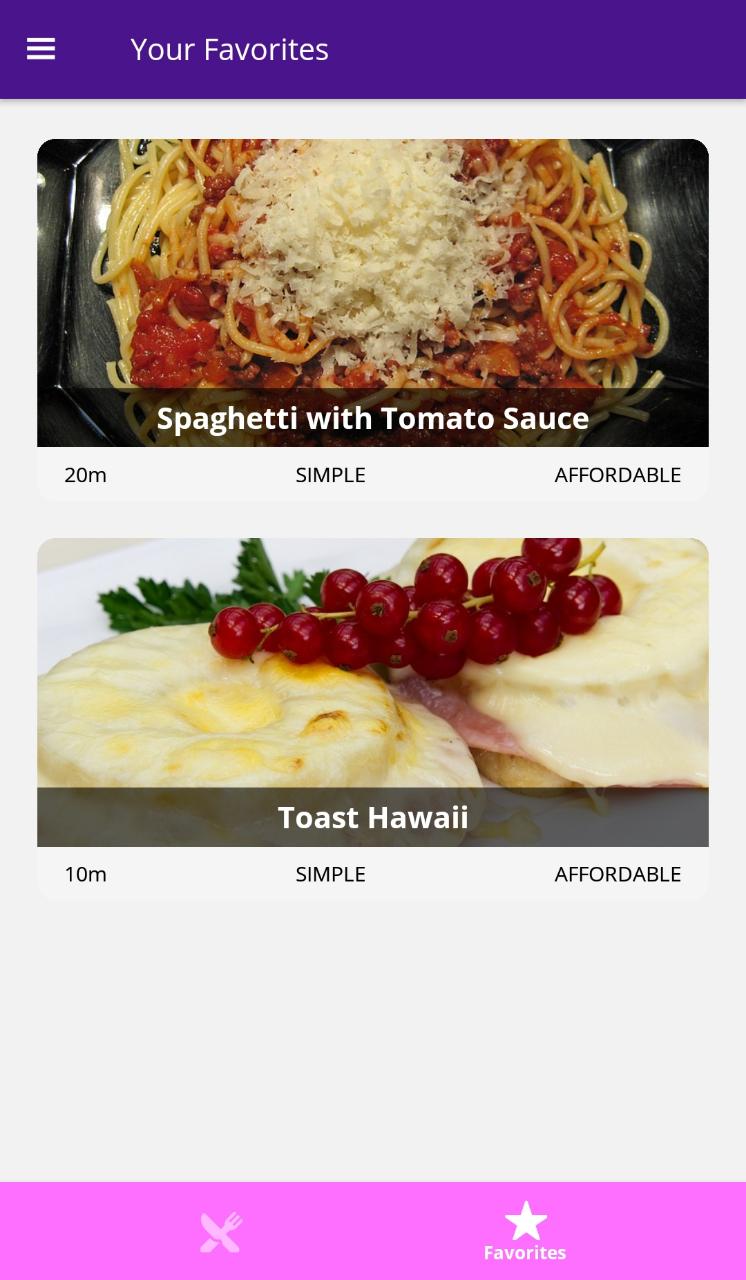 Your Favorites
Spaghetti with Tomato Sauce
20m SIMPLE AFFORDABLE
Toast Hawaii
10m SIMPLE AFFORDABLE
Favorites